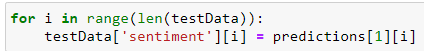 for i in range(len(testData)):
    testData['sentiment'][i] = predictions[1][i]